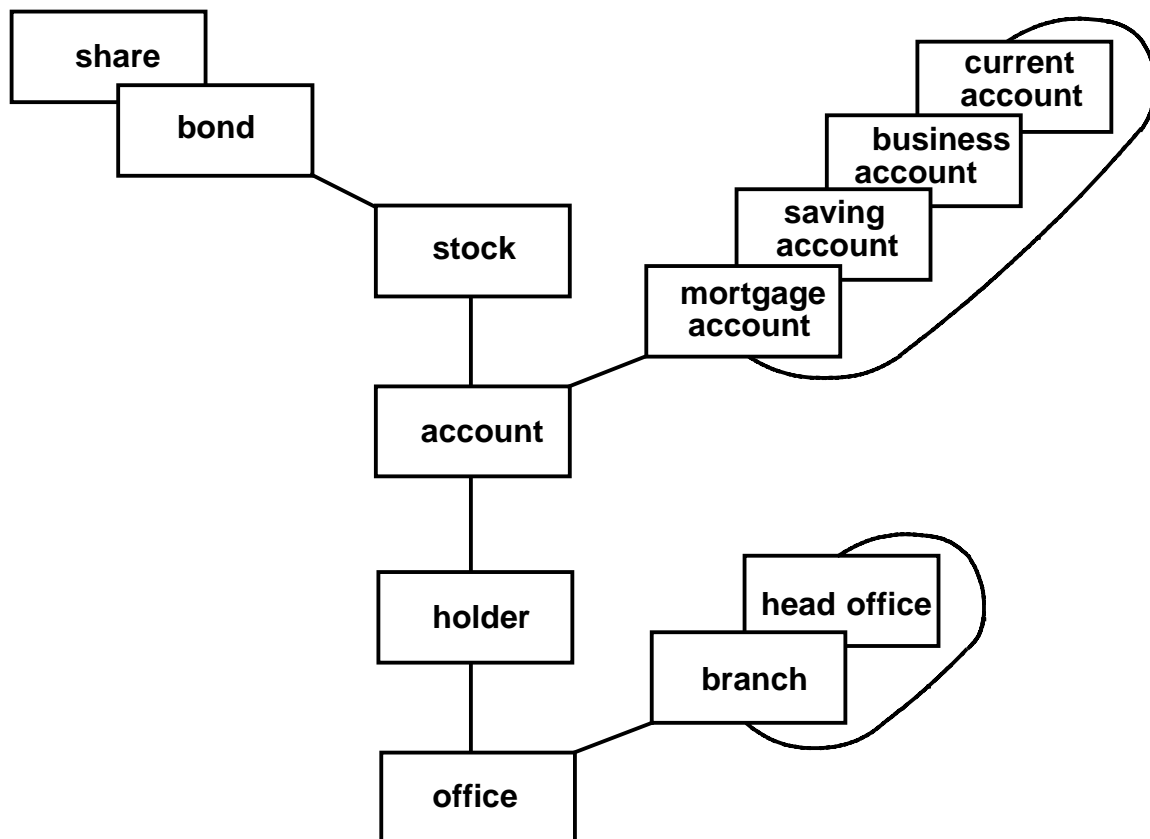 share
bond
stock
account
holder
office
current
account
business
account
saving
account
mortgage
account
head office
branch